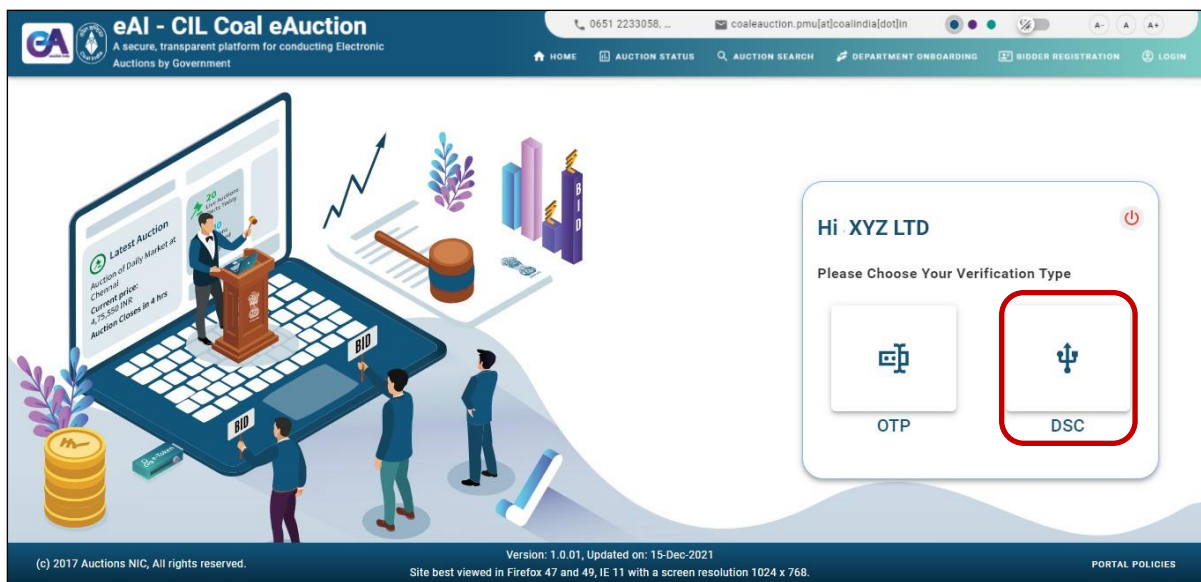 eA
eAI - CIL Coal eAuction
A secure, transparent platform for conducting Electronic
Auctions by Government
0651 2233058, ...
coaleauction.pmu[at]coalindia[dot]in
A-
A
A+
HOME
AUCTION STATUS
AUCTION SEARCH
DEPARTMENT ONBOARDING
BIDDER REGISTRATION
LOGIN
Latest Auction
Auction of Daily Market at
Chennai
Current price:
4,75,550 INR
Auction Closes in 4 hrs
20
Live Auctions
BID
BID
BID
e-Token
Hi XYZ LTD
Please Choose Your Verification Type
OTP
DSC
(c) 2017 Auctions NIC, All rights reserved.
Version: 1.0.01, Updated on: 15-Dec-2021
Site best viewed in Firefox 47 and 49, IE 11 with a screen resolution 1024 x 768.
PORTAL POLICIES